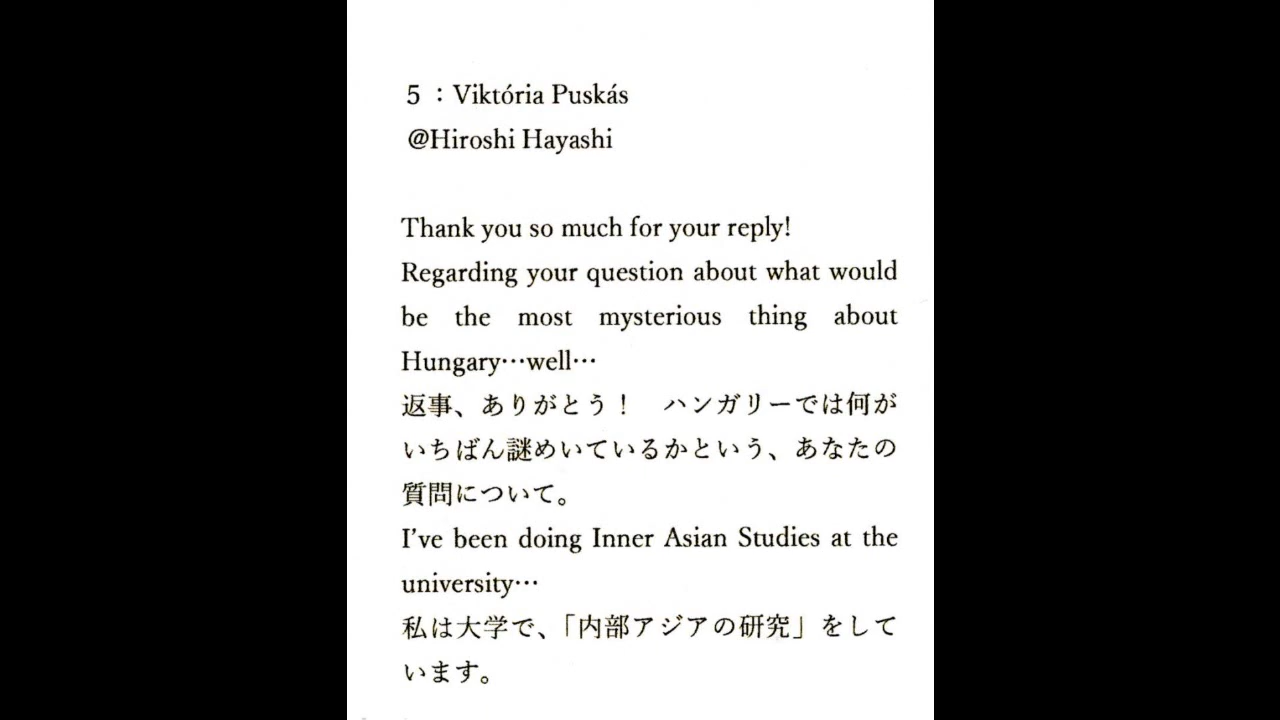 5 ：Viktória Puskás
@Hiroshi Hayashi
Thank you so much for your reply!
Regarding your question about what would
be the most mysterious thing about
Hungary…well…
返事、ありがとう！　ハンガリーでは何が
いちばん謎めいているかという、あなたの
質問について。
I’ve been doing Inner Asian Studies at the
university…
私は大学で、「内部アジアの研究」をして
います。